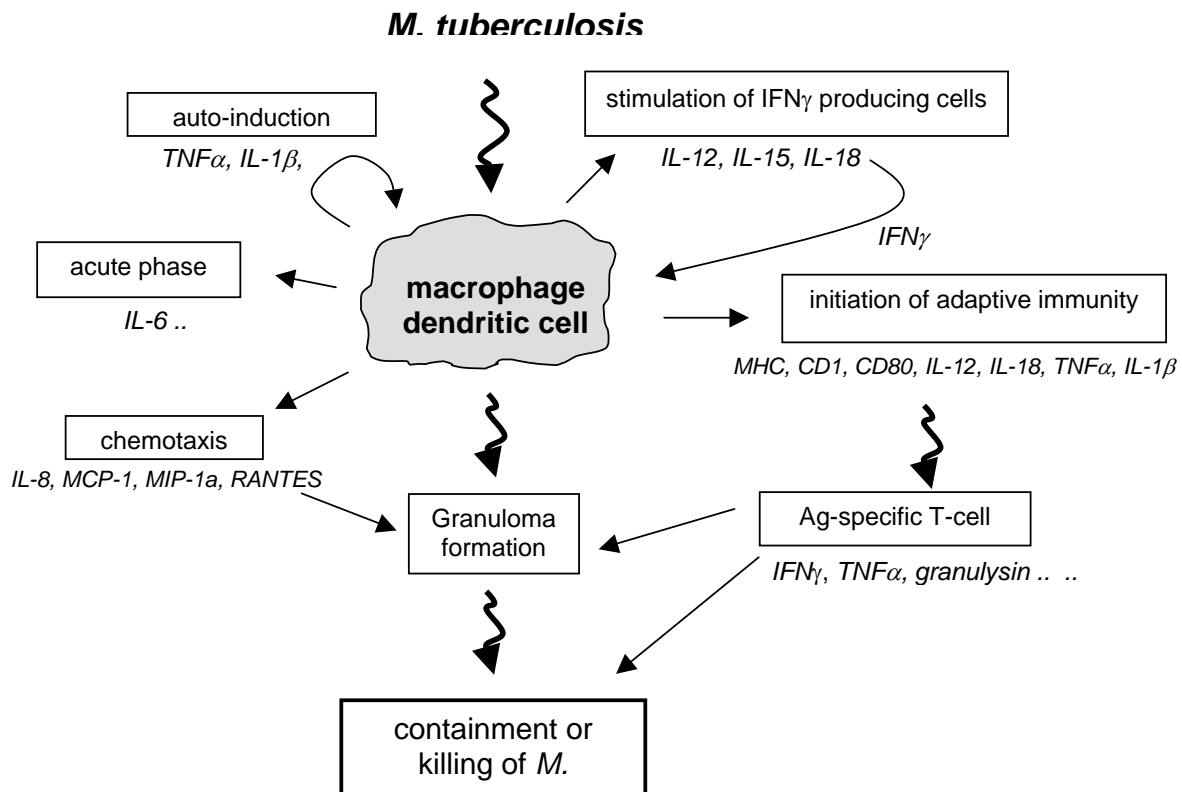 M. tuberculosis
stimulation of IFNγ producing cells
auto-induction
TNFα, IL-1β,
IL-12, IL-15, IL-18
IFNγ
acute phase
IL-6 ..
macrophage
dendritic cell
initiation of adaptive immunity
MHC, CD1, CD80, IL-12, IL-18, TNFα, IL-1β
chemotaxis
IL-8, MCP-1, MIP-1a, RANTES
Granuloma
formation
Ag-specific T-cell
IFNγ, TNFα, granulysin .. ..
containment or
killing of M.